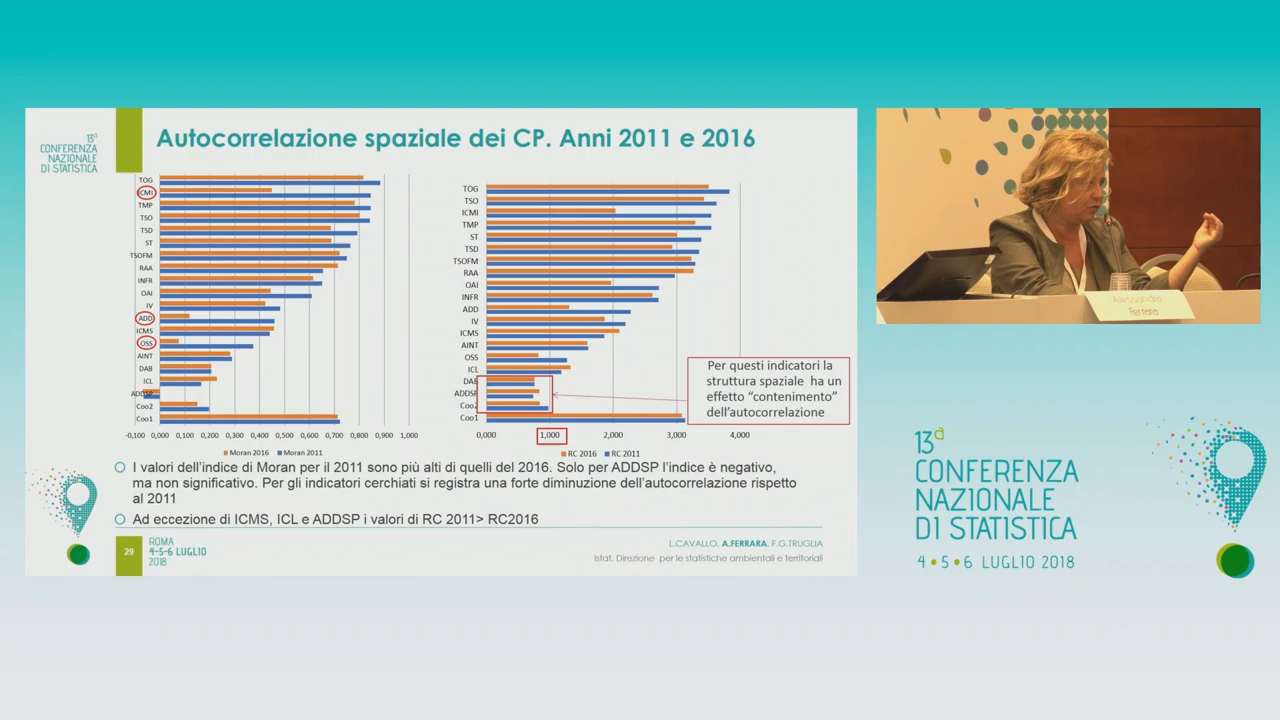 13ª
CONFERENZA
NAZIONALE
DI STATISTICA
Autocorrelazione spaziale dei CP. Anni 2011 e 2016
TOG
ICMI
TMP
TSO
TSD
ST
TSOFM
RAA
INFR
OAI
IV
ADD
ICMS
OSS
AINT
DAB
ICL
ADDSP
Coo2
Coo1
-0,100 0,000 0,100 0,200 0,300 0,400 0,500 0,600 0,700 0,800 0,900 1,000
Moran 2016 Moran 2011
TOG
TSO
ICMI
TMP
ST
TSD
TSOFM
RAA
OAI
INFR
ADD
IV
ICMS
AINT
OSS
ICL
DAB
ADDSP
Coo2
Coo1
0,000 1,000 2,000 3,000 4,000
RC 2016 RC 2011
Per questi indicatori la
struttura spaziale ha un
effetto “contenimento”
dell’autocorrelazione
I valori dell’indice di Moran per il 2011 sono più alti di quelli del 2016. Solo per ADDSP l’indice è negativo,
ma non significativo. Per gli indicatori cerchiati si registra una forte diminuzione dell’autocorrelazione rispetto
al 2011
Ad eccezione di ICMS, ICL e ADDSP i valori di RC 2011> RC2016
29
ROMA
4-5-6 LUGLIO
2018
L.CAVALLO, A.FERRARA, F.G.TRUGLIA
Istat, Direzione per le statistiche ambientali e territoriali
Alessandra
Ferrara
13ª
CONFERENZA
NAZIONALE
DI STATISTICA
4•5•6 LUGLIO 2018